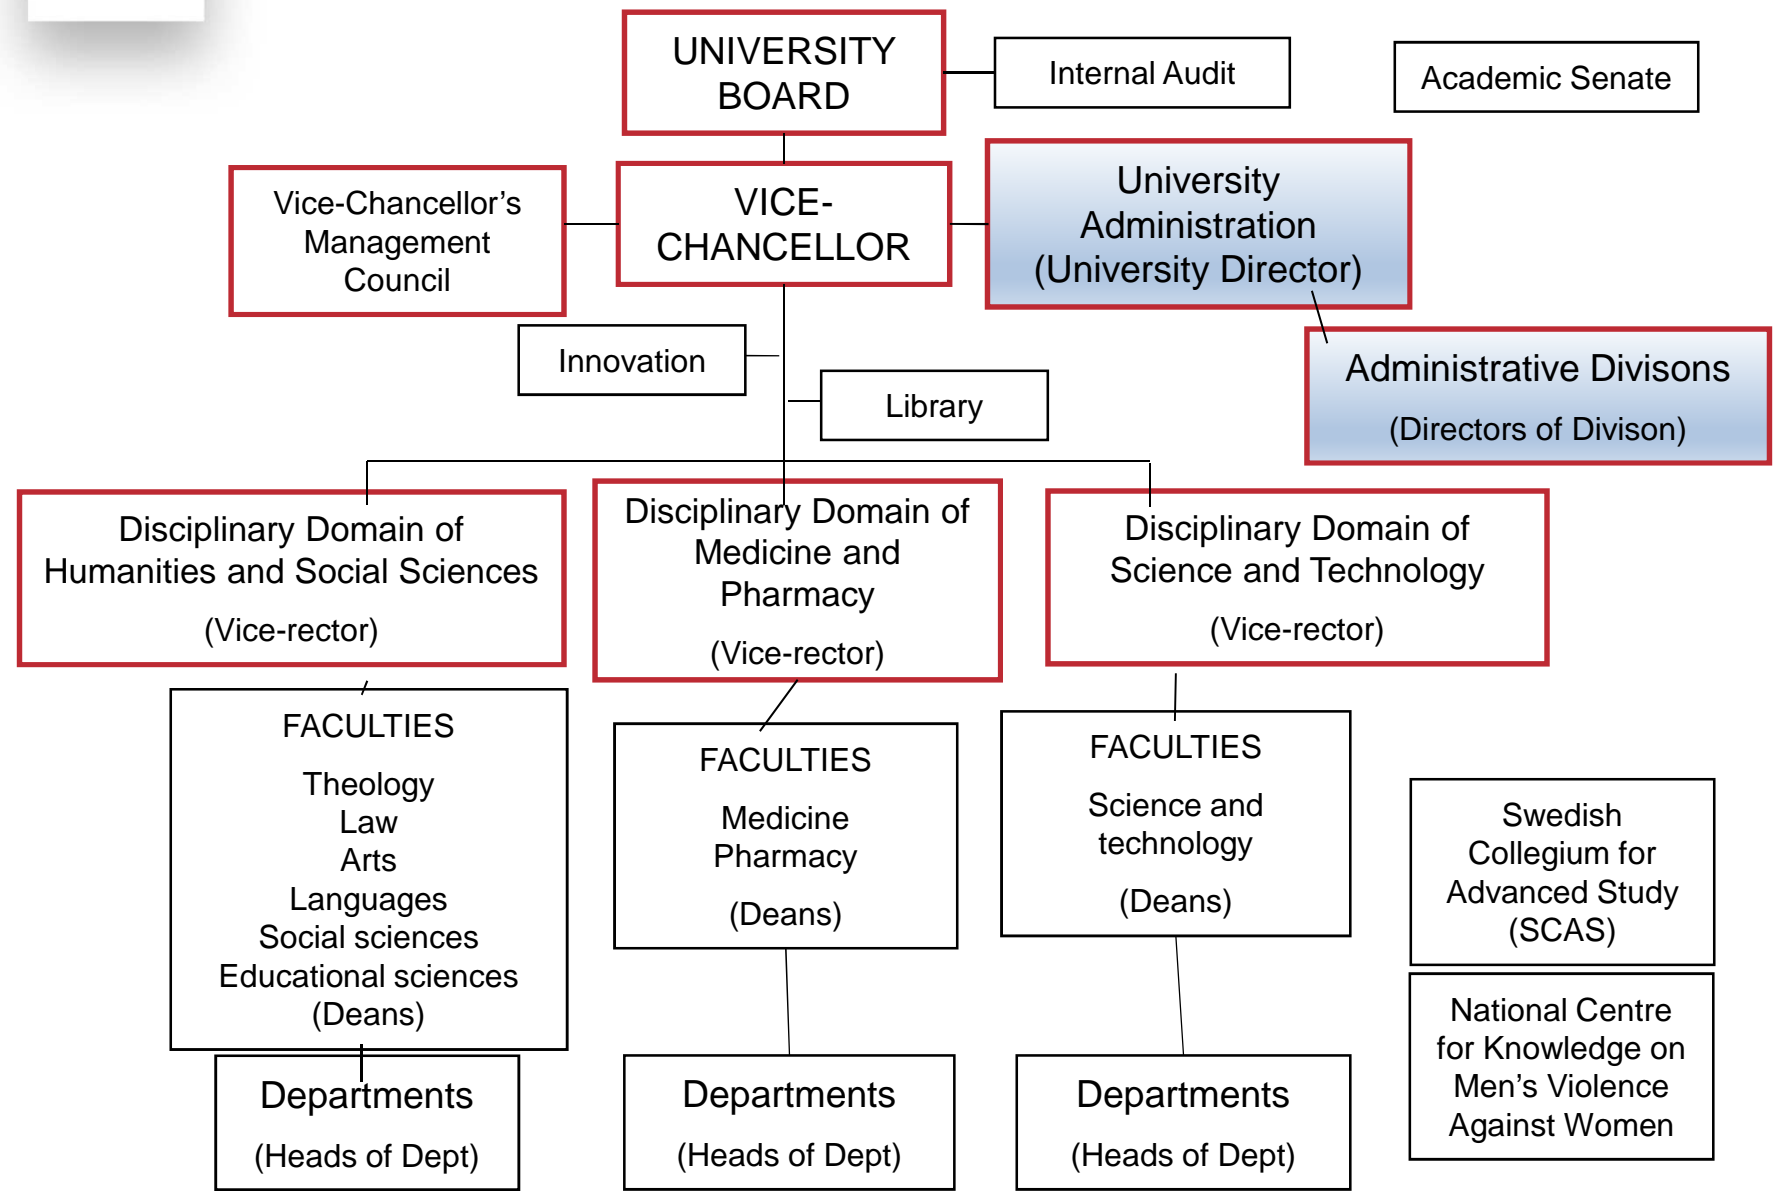 UNIVERSITY
BOARD
Internal Audit
Academic Senate
Vice-Chancellor’s
Management
Council
VICE-
CHANCELLOR
University
Administration
(University Director)
Innovation
Library
Administrative Divisons
(Directors of Divison)
Disciplinary Domain of
Humanities and Social Sciences
(Vice-rector)
Disciplinary Domain of
Medicine and
Pharmacy
(Vice-rector)
Disciplinary Domain of
Science and Technology
(Vice-rector)
FACULTIES
Theology
Law
Arts
Languages
Social sciences
Educational sciences
(Deans)
FACULTIES
Medicine
Pharmacy
(Deans)
FACULTIES
Science and
technology
(Deans)
Swedish
Collegium for
Advanced Study
(SCAS)
National Centre
for Knowledge on
Men’s Violence
Against Women
Departments
(Heads of Dept)
Departments
(Heads of Dept)
Departments
(Heads of Dept)